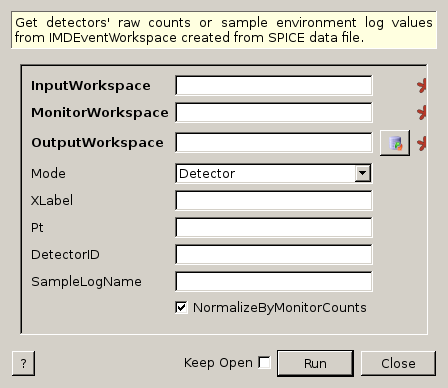 Get detectors' raw counts or sample environment log values
from IMDEventWorkspace created from SPICE data file.
InputWorkspace
MonitorWorkspace
OutputWorkspace
Mode Detector
XLabel
Pt
DetectorID
SampleLogName
NormalizeByMonitorCounts
? Keep Open Run Close